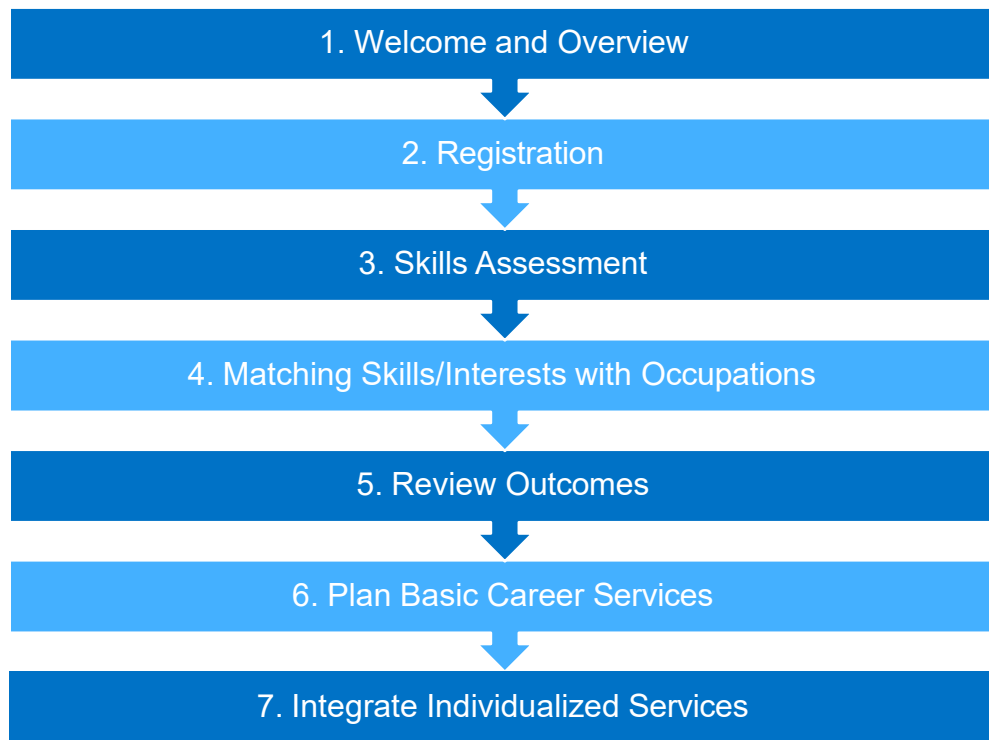 1. Welcome and Overview
2. Registration
3. Skills Assessment
4. Matching Skills/Interests with Occupations
5. Review Outcomes
6. Plan Basic Career Services
7. Integrate Individualized Services